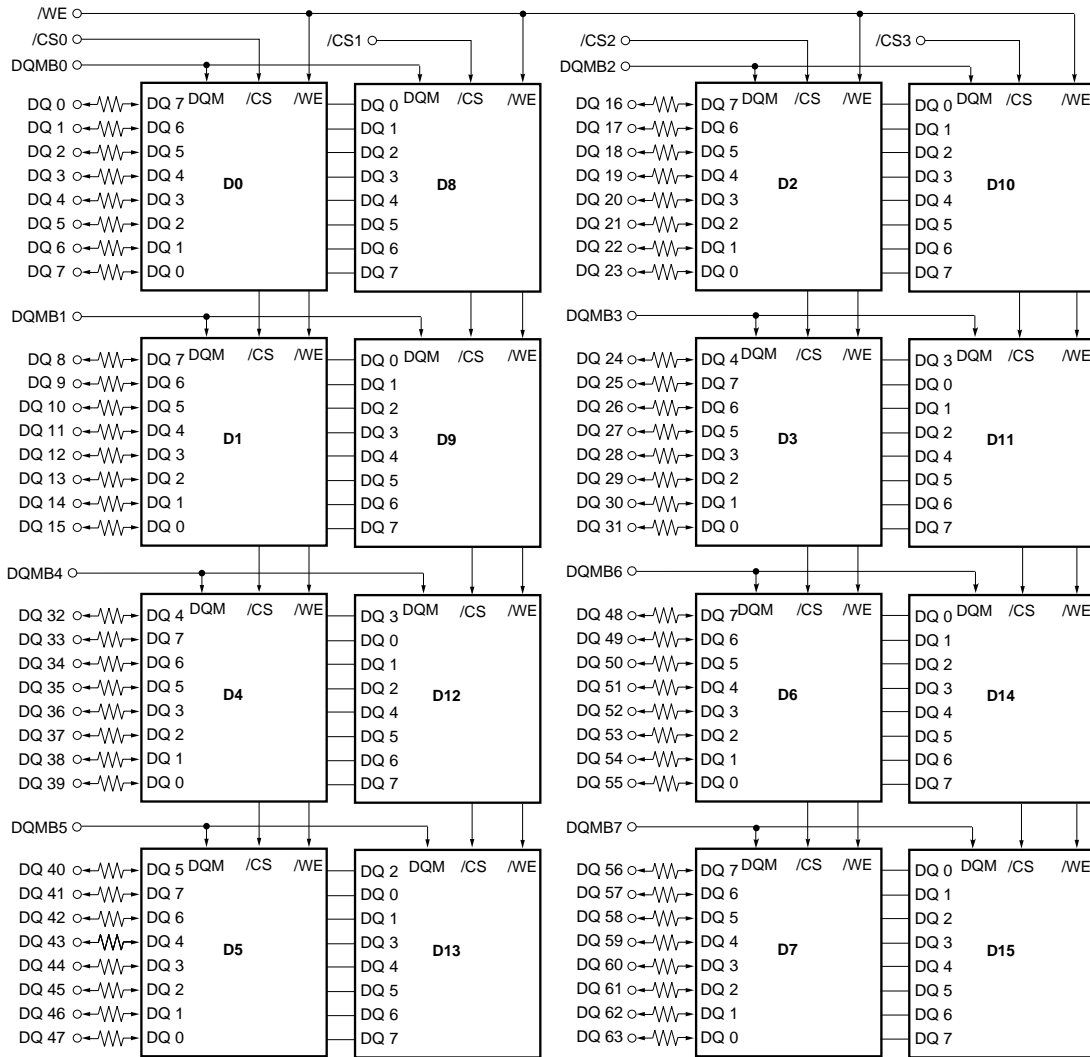 /WE
/CS0 /CS1 /CS2 /CS3
DQMB0 DQMB2
DQM /CS /WE DQM /CS /WE DQM /CS /WE DQM /CS /WE
DQ 0 DQ 7 DQ 0 DQ 16 DQ 7 DQ 0
DQ 1 DQ 6 DQ 1 DQ 17 DQ 6 DQ 1
DQ 2 DQ 5 DQ 2 DQ 18 DQ 5 DQ 2
DQ 3 DQ 4 D0 DQ 3 D8 DQ 19 DQ 4 D2 DQ 3 D10
DQ 4 DQ 3 DQ 4 DQ 20 DQ 3 DQ 4
DQ 5 DQ 2 DQ 5 DQ 21 DQ 2 DQ 5
DQ 6 DQ 1 DQ 6 DQ 22 DQ 1 DQ 6
DQ 7 DQ 0 DQ 7 DQ 23 DQ 0 DQ 7
DQMB1 DQMB3
DQM /CS /WE DQM /CS /WE DQM /CS /WE DQM /CS /WE
DQ 8 DQ 7 DQ 0 DQ 24 DQ 4 DQ 3
DQ 9 DQ 6 DQ 1 DQ 25 DQ 7 DQ 0
DQ 10 DQ 5 DQ 2 DQ 26 DQ 6 DQ 1
DQ 11 DQ 4 D1 DQ 3 D9 DQ 27 DQ 5 D3 DQ 2 D11
DQ 12 DQ 3 DQ 4 DQ 28 DQ 3 DQ 4
DQ 13 DQ 2 DQ 5 DQ 29 DQ 2 DQ 5
DQ 14 DQ 1 DQ 6 DQ 30 DQ 1 DQ 6
DQ 15 DQ 0 DQ 7 DQ 31 DQ 0 DQ 7
DQMB4 DQMB6
DQM /CS /WE DQM /CS /WE DQM /CS /WE DQM /CS /WE
DQ 32 DQ 4 DQ 3 DQ 48 DQ 7 DQ 0
DQ 33 DQ 7 DQ 0 DQ 49 DQ 6 DQ 1
DQ 34 DQ 6 DQ 1 DQ 50 DQ 5 DQ 2
DQ 35 DQ 5 D4 DQ 2 D12 DQ 51 DQ 4 D6 DQ 3 D14
DQ 36 DQ 3 DQ 4 DQ 52 DQ 3 DQ 4
DQ 37 DQ 2 DQ 5 DQ 53 DQ 2 DQ 5
DQ 38 DQ 1 DQ 6 DQ 54 DQ 1 DQ 6
DQ 39 DQ 0 DQ 7 DQ 55 DQ 0 DQ 7
DQMB5 DQMB7
DQM /CS /WE DQM /CS /WE DQM /CS /WE DQM /CS /WE
DQ 40 DQ 5 DQ 2 DQ 56 DQ 7 DQ 0
DQ 41 DQ 7 DQ 0 DQ 57 DQ 6 DQ 1
DQ 42 DQ 6 DQ 1 DQ 58 DQ 5 DQ 2
DQ 43 DQ 4 D5 DQ 3 D13 DQ 59 DQ 4 D7 DQ 3 D15
DQ 44 DQ 3 DQ 4 DQ 60 DQ 3 DQ 4
DQ 45 DQ 2 DQ 5 DQ 61 DQ 2 DQ 5
DQ 46 DQ 1 DQ 6 DQ 62 DQ 1 DQ 6
DQ 47 DQ 0 DQ 7 DQ 63 DQ 0 DQ 7